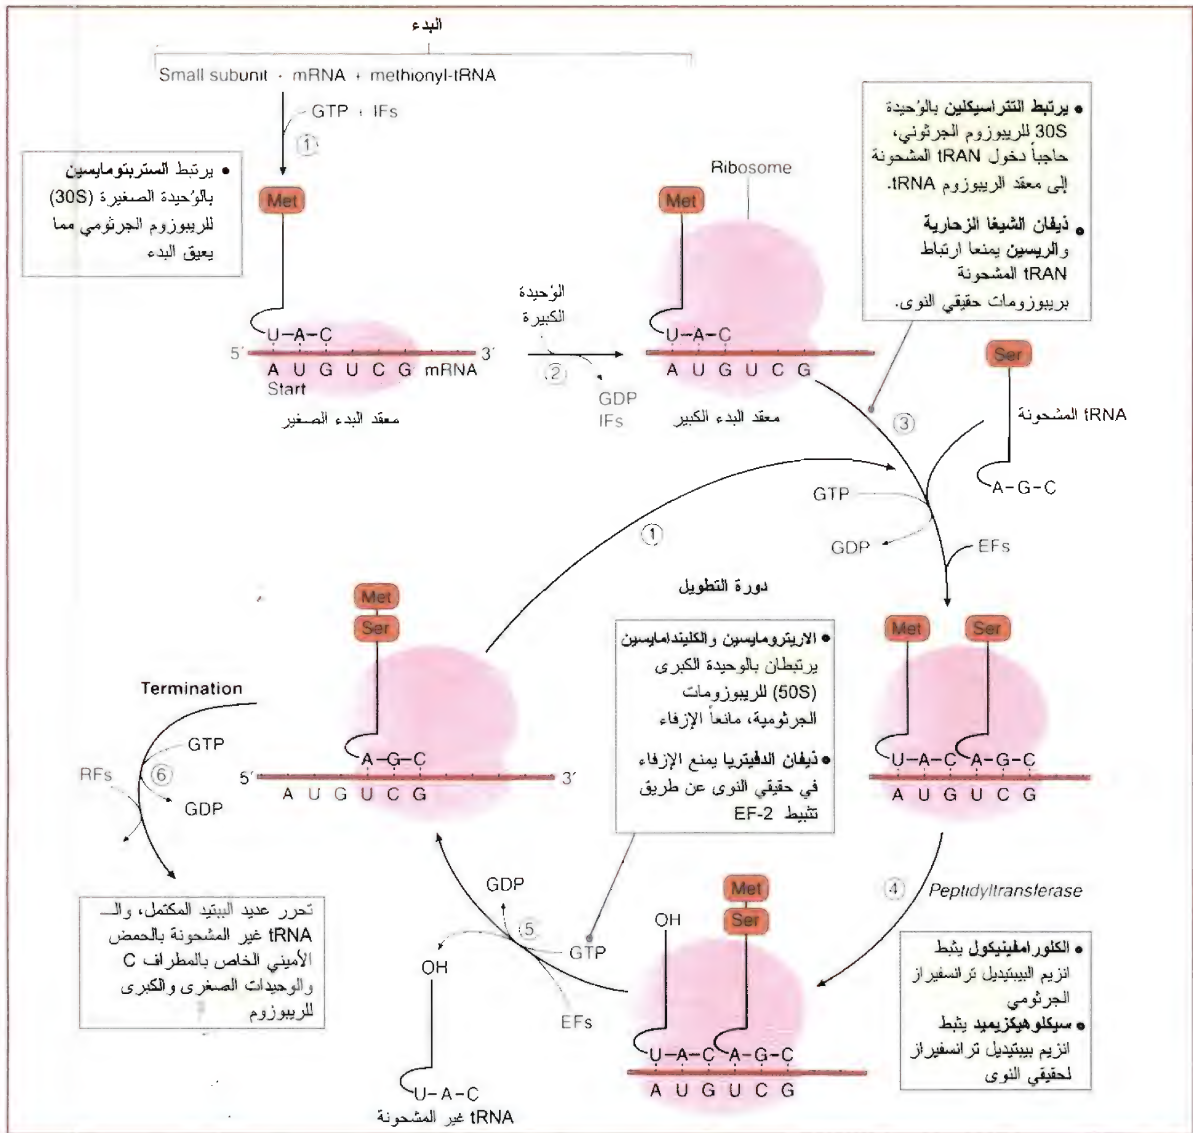 البدء
Small subunit + mRNA + methionyl-tRNA
GTP + IFs
①
• يرتبط الستربتومايسين
بالوُحيدة الصغيرة (30S)
للريبوزوم الجرثومي مما
يعيق البدء
Met
U-A-C
5′ 3′
A U G U C G mRNA
Start
معقد البدء الصغير
الوُحيدة
الكبيرة
②
GDP
IFs
Ribosome
Met
U-A-C
A U G U C G
معقد البدء الكبير
• يرتبط التتراسيكلين بالوُحيدة
30S للريبوزوم الجرثوني،
حاجباً دخول tRAN المشحونة
إلى معقد الريبوزوم tRNA.
• ذيفان الشيغا الزحارية
والريسين يمنعا ارتباط
tRAN المشحونة
بريبوزومات حقيقي النوى.
③
Ser
tRNA المشحونة
A-G-C
GTP
GDP
EFs
①
دورة التطويل
Met Ser
U-A-C A-G-C
A U G U C G
• الاريترومايسين والكليندامايسين
يرتبطان بالوحيدة الكبرى
(50S) للريبوزومات
الجرثومية، مانعاً الإزفاء
• ذيفان الدفيتريا يمنع الإزفاء
في حقيقي النوى عن طريق
تثبيط EF-2
④ Peptidyltransferase
• الكلورامفينيكول يثبط
انزيم الببيتيديل ترانسفيراز
الجرثومي
• سيكلوهيكزيميد يثبط
انزيم بيبتيديل ترانسفيراز
لحقيقي النوى
Met
Ser
OH
U-A-C A-G-C
A U G U C G
GDP
⑤
GTP
EFs
OH
U-A-C
tRNA غير المشحونة
Met
Ser
A-G-C
5′ 3′
A U G U C G
Termination
GTP
RFs ⑥
GDP
تحرر عديد الببتيد المكتمل، والـ
tRNA غير المشحونة بالحمض
الأميني الخاص بالمطراف C
والوحيدات الصغرى والكبرى
للريبوزوم